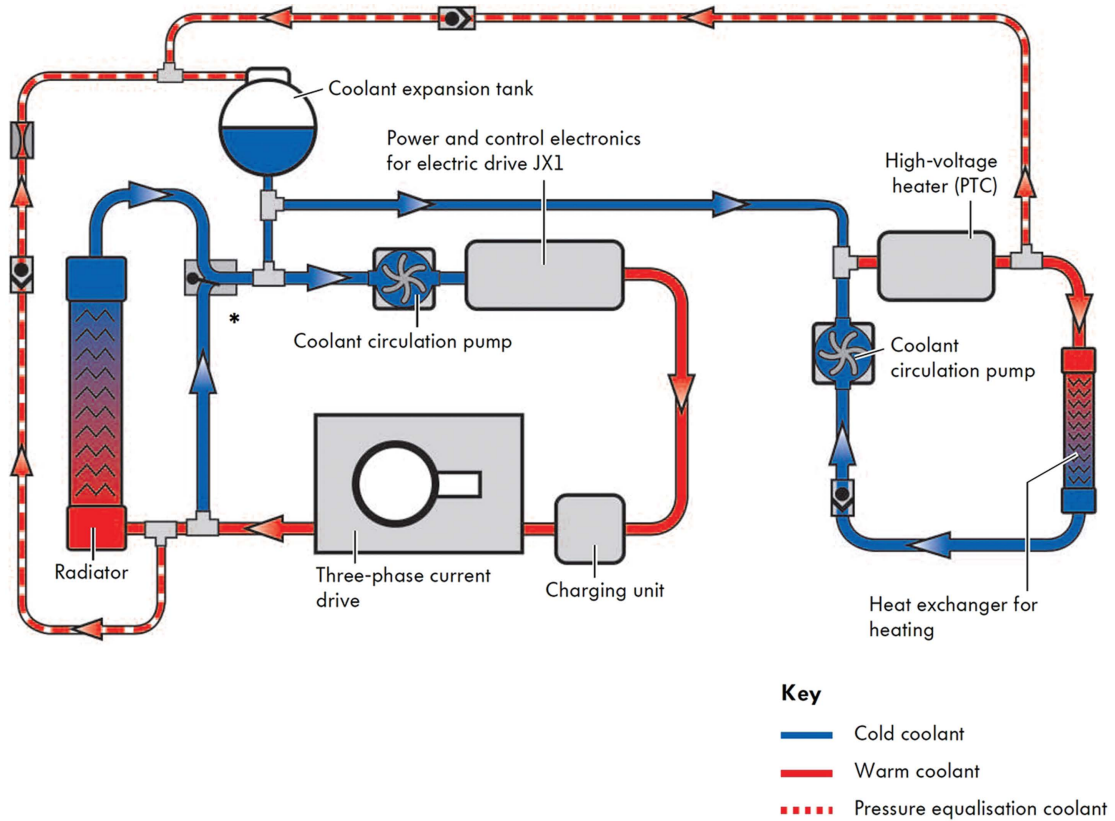 Coolant expansion tank
Power and control electronics
for electric drive JX1
High-voltage
heater (PTC)
*
Coolant circulation pump
Coolant
circulation pump
Radiator
Three-phase current
drive
Charging unit
Heat exchanger for
heating
Key
Cold coolant
Warm coolant
Pressure equalisation coolant